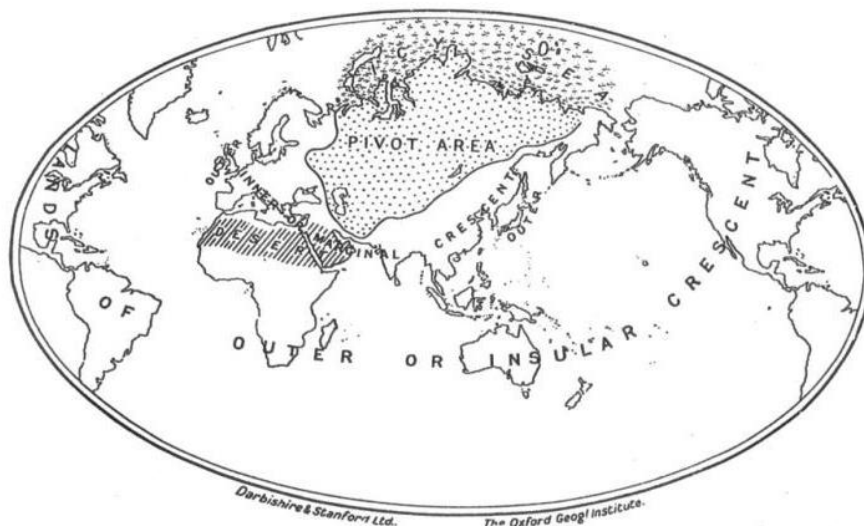 ICY SEA
PIVOT AREA
OUTER
INNER OR MARGINAL CRESCENT
OUTER
DESERT
LANDS OF OUTER OR INSULAR CRESCENT
Darbishire & Stanford Ltd.
The Oxford Geogl Institute.